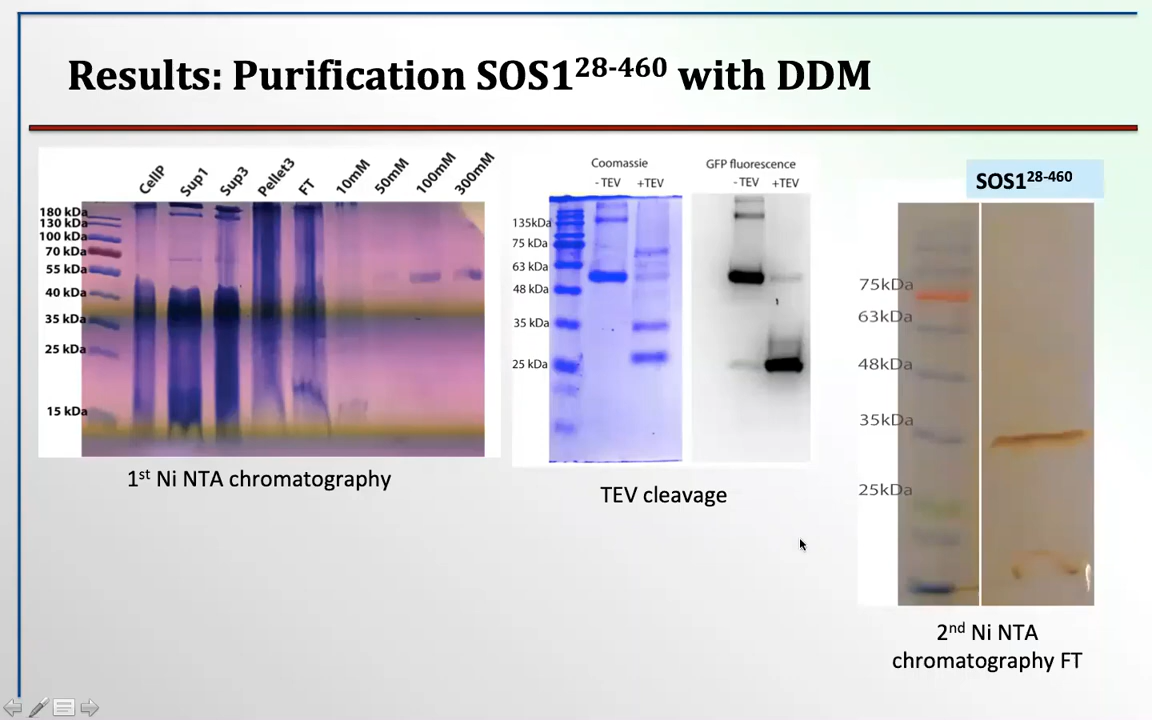 Results: Purification SOS1²⁸⁻⁴⁶⁰ with DDM
CellP Sup1 Sup3 Pellet3 FT 10mM 50mM 100mM 300mM
180 kDa
130 kDa
100 kDa
70 kDa
55 kDa
40 kDa
35 kDa
25 kDa
15 kDa
1ˢᵗ Ni NTA chromatography
Coomassie GFP fluorescence
- TEV +TEV - TEV +TEV
135kDa
75 kDa
63 kDa
48 kDa
35 kDa
25 kDa
TEV cleavage
SOS1²⁸⁻⁴⁶⁰
75kDa
63kDa
48kDa
35kDa
25kDa
2ⁿᵈ Ni NTA
chromatography FT